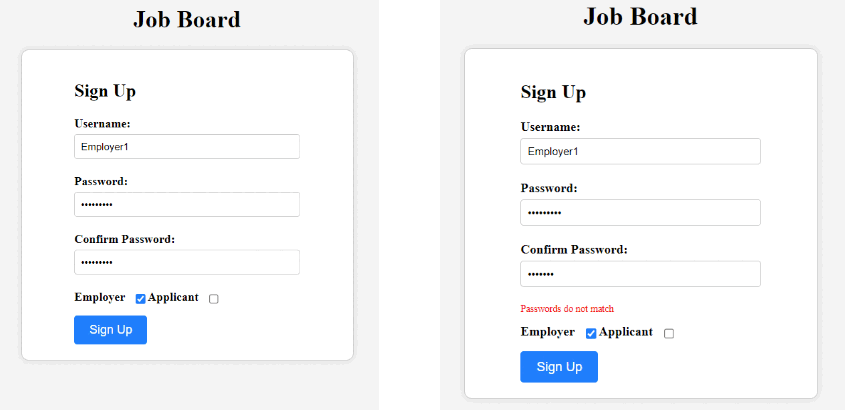 Job Board
Sign Up
Username:
Employer1
Password:
•••••••••
Confirm Password:
•••••••••
Employer Applicant
Sign Up
Job Board
Sign Up
Username:
Employer1
Password:
•••••••••
Confirm Password:
•••••••
Passwords do not match
Employer Applicant
Sign Up